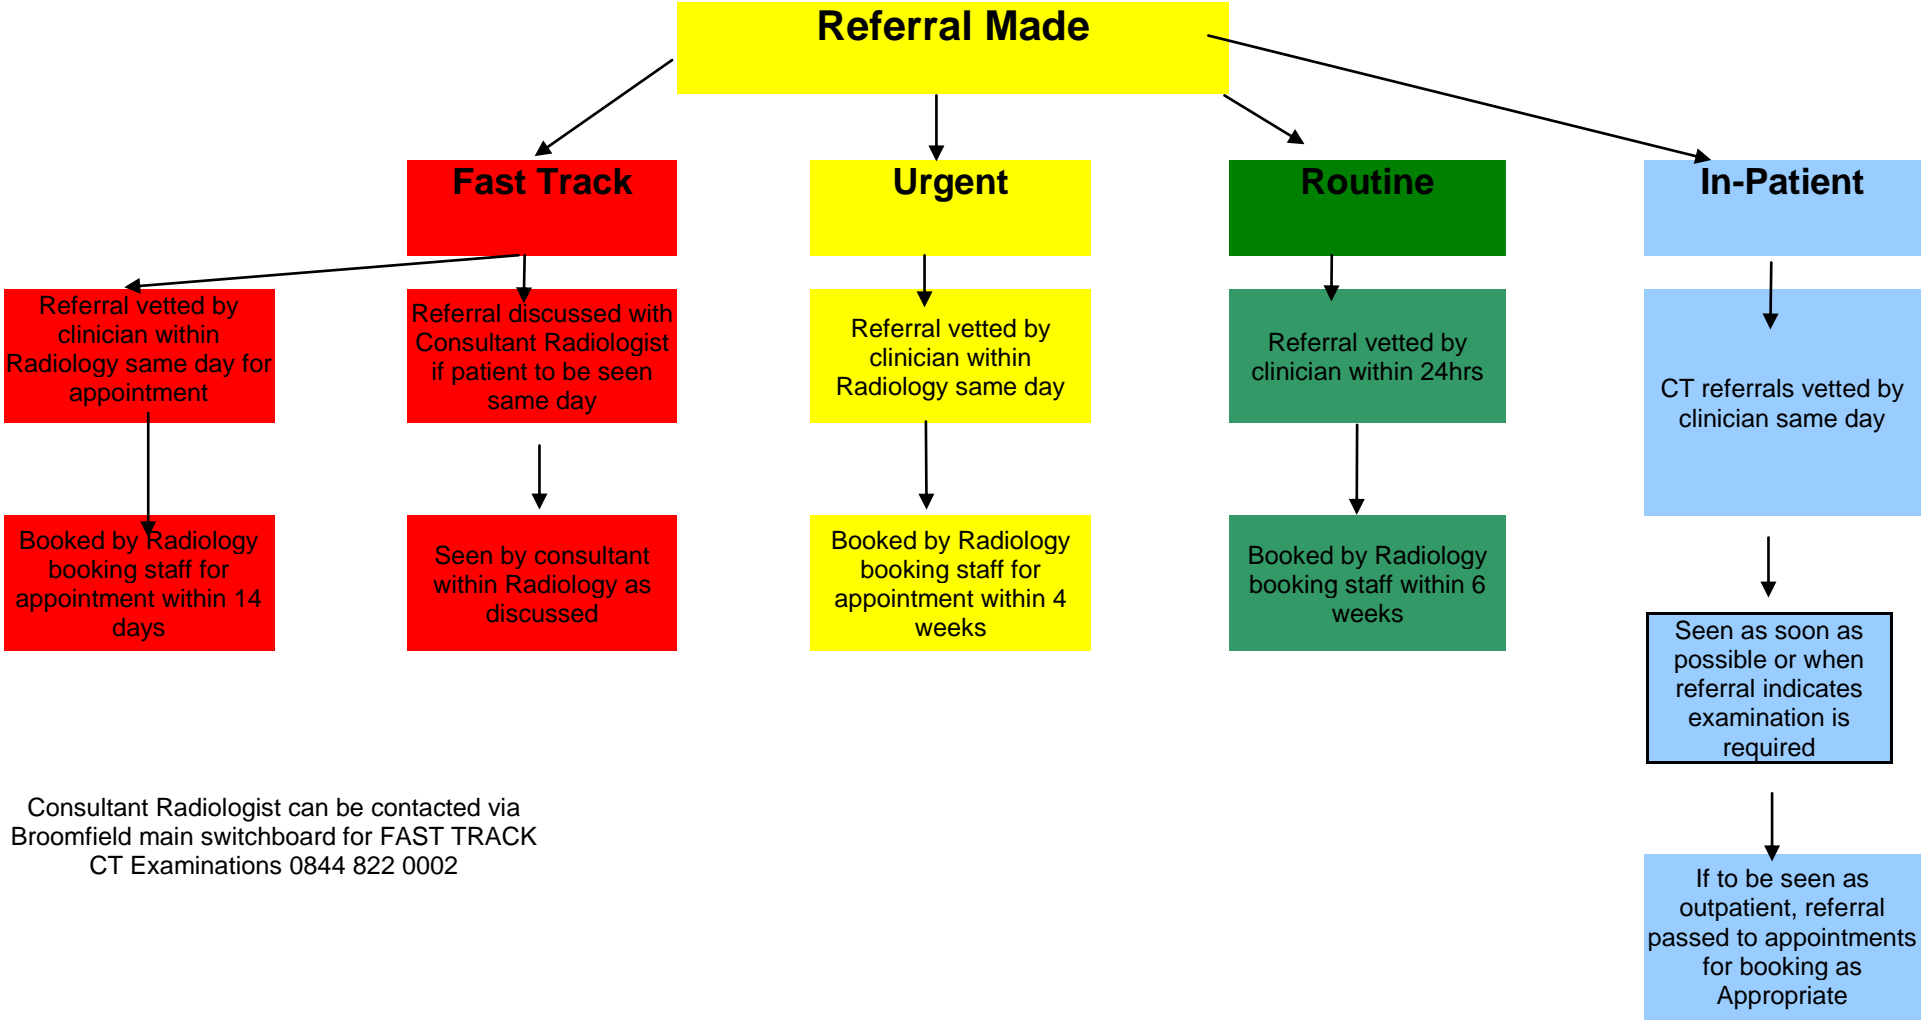 Referral Made
Fast Track
Urgent
Routine
In-Patient
Referral vetted by
clinician within
Radiology same day for
appointment
Referral discussed with
Consultant Radiologist
if patient to be seen
same day
Referral vetted by
clinician within
Radiology same day
Referral vetted by
clinician within 24hrs
CT referrals vetted by
clinician same day
Booked by Radiology
booking staff for
appointment within 14
days
Seen by consultant
within Radiology as
discussed
Booked by Radiology
booking staff for
appointment within 4
weeks
Booked by Radiology
booking staff within 6
weeks
Seen as soon as
possible or when
referral indicates
examination is
required
Consultant Radiologist can be contacted via
Broomfield main switchboard for FAST TRACK
CT Examinations 0844 822 0002
If to be seen as
outpatient, referral
passed to appointments
for booking as
Appropriate